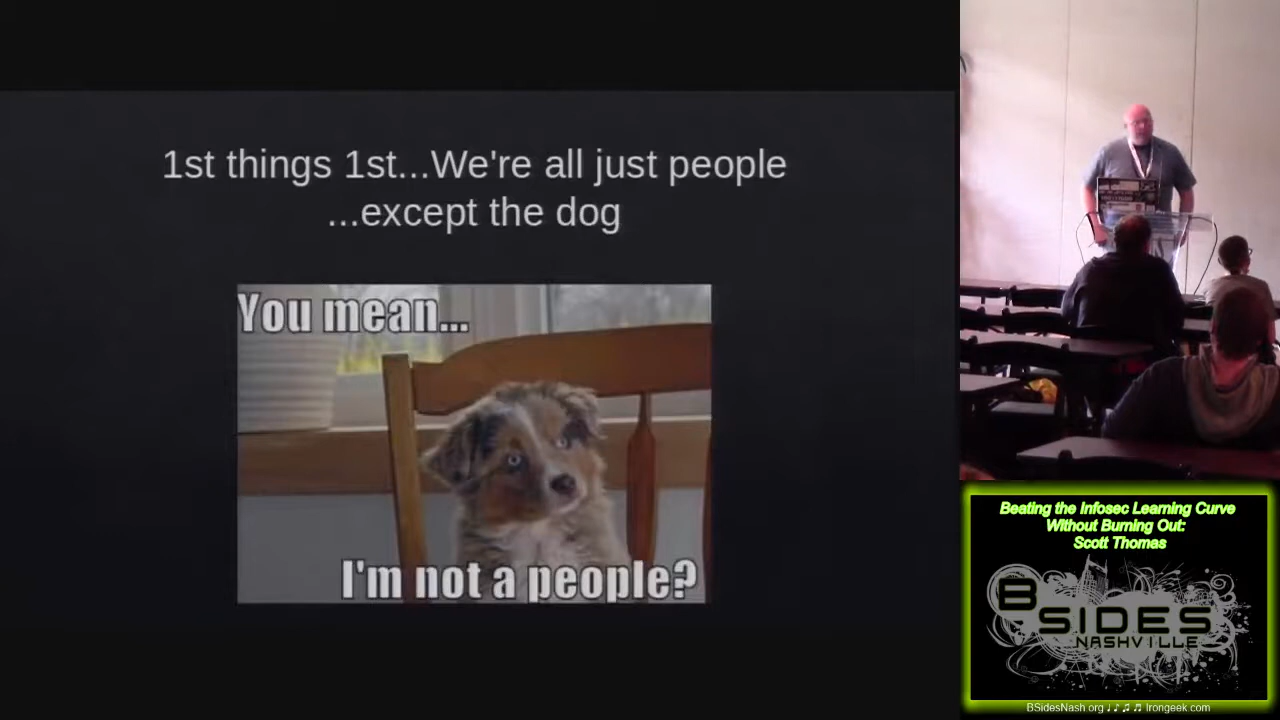 1st things 1st...We're all just people
...except the dog
You mean...
I'm not a people?
Beating the Infosec Learning Curve
Without Burning Out:
Scott Thomas
BSIDES
NASHVILLE
BSidesNash.org ♩ ♪ ♫ ♬ Irongeek.com